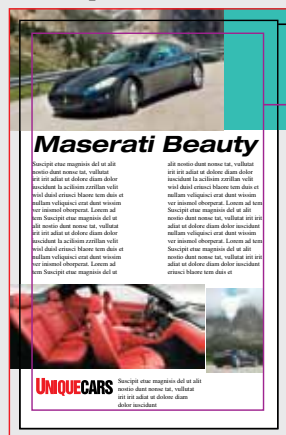 Maserati Beauty
Suscipit etue magnisis del ut alit
nostio dunt nonse tat, vullutat
irit irit adiat ut dolore diam dolor
iuscidunt la acilisim zzrillan velit
wisl duisl eriusci blaore tem duis et
nullam veliquisci erat dunt wissim
ver inismol oborperat. Lorem ad
tem Suscipit etue magnisis del ut
alit nostio dunt nonse tat, vullutat
irit irit adiat ut dolore diam dolor
iuscidunt la acilisim zzrillan velit
wisl duisl eriusci blaore tem duis et
nullam veliquisci erat dunt wissim
ver inismol oborperat. Lorem ad
tem Suscipit etue magnisis del ut
alit nostio dunt nonse tat, vullutat
irit irit adiat ut dolore diam dolor
iuscidunt la acilisim zzrillan velit
wisl duisl eriusci blaore tem duis et
nullam veliquisci erat dunt wissim
ver inismol oborperat. Lorem ad tem
Suscipit etue magnisis del ut alit
nostio dunt nonse tat, vullutat irit irit
adiat ut dolore diam dolor iuscidunt
eriusci blaore tem duis et
nullam veliquisci erat dunt wissim
ver inismol oborperat. Lorem ad tem
Suscipit etue magnisis del ut alit
nostio dunt nonse tat, vullutat irit irit
adiat ut dolore diam dolor iuscidunt
eriusci blaore tem duis et
UNIQUECARS
Suscipit etue magnisis del ut alit
nostio dunt nonse tat, vullutat
irit irit adiat ut dolore diam
dolor iuscidunt